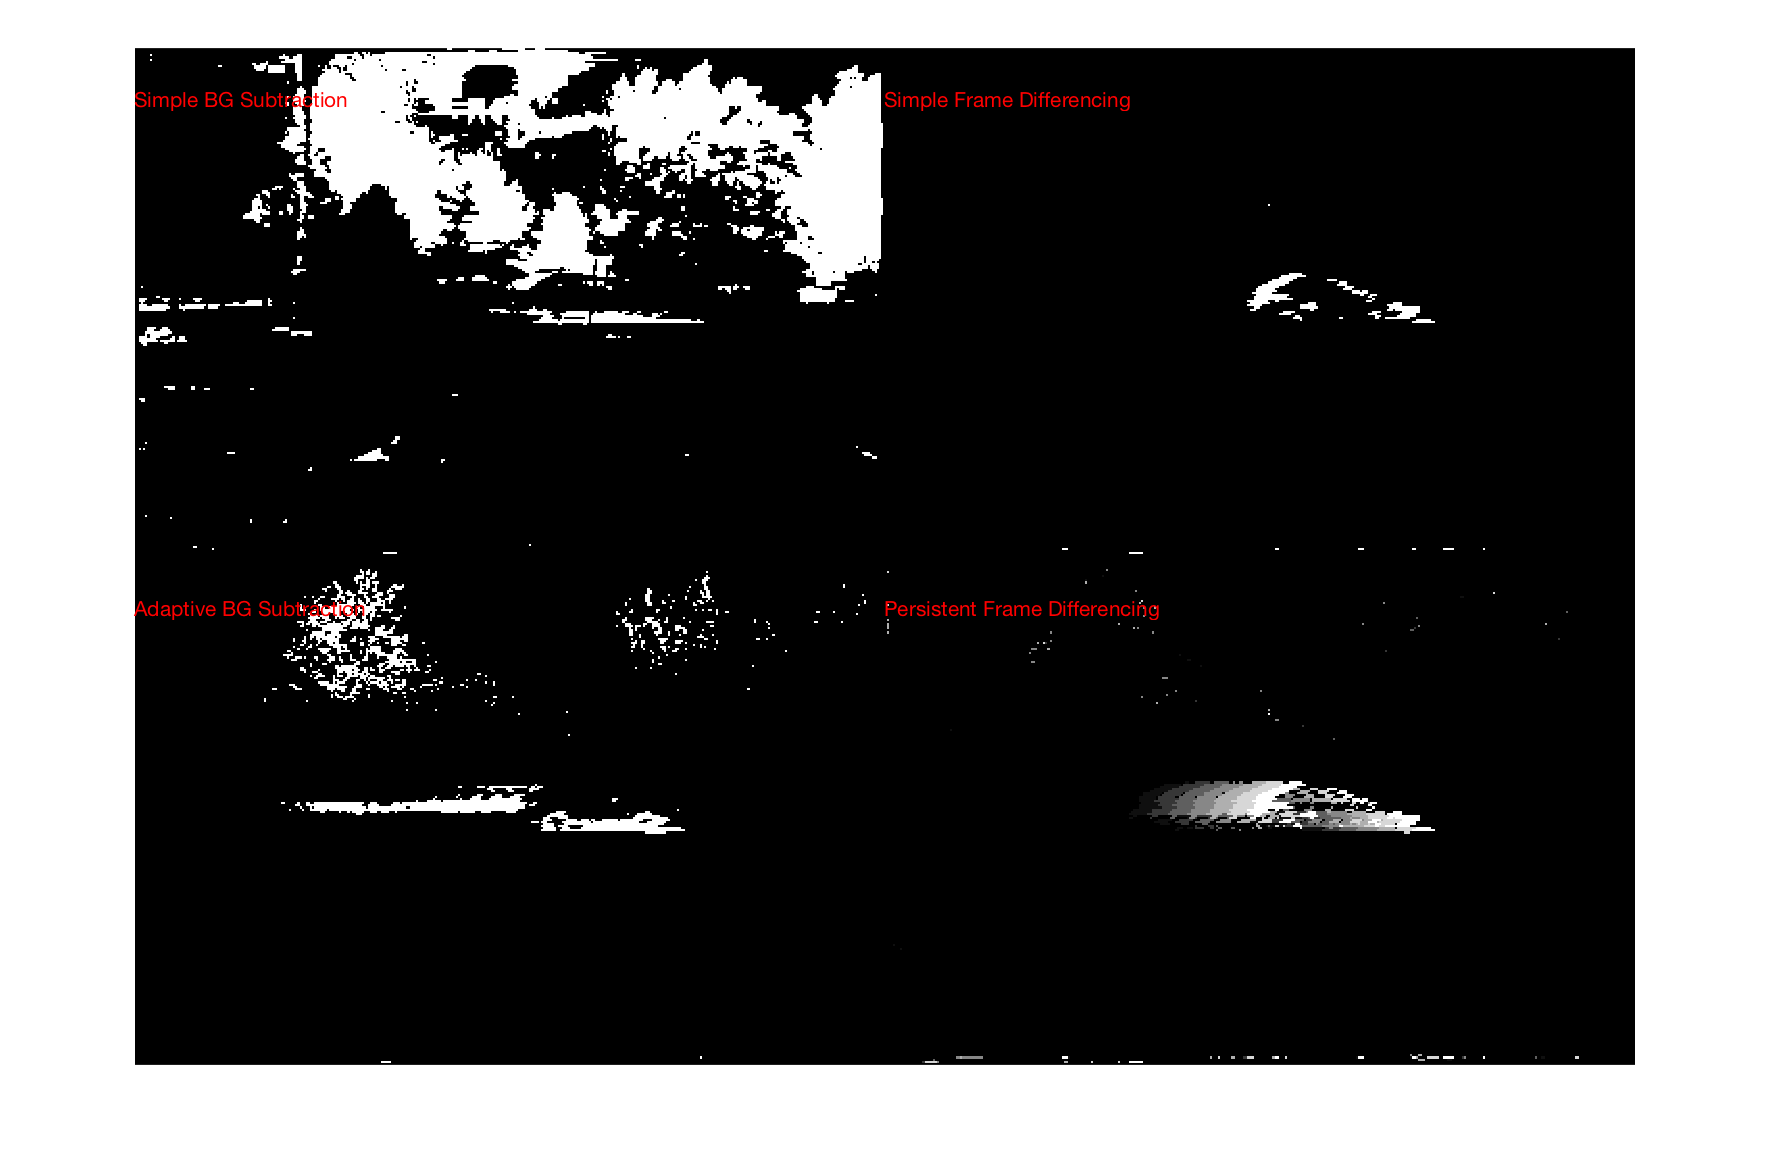 Simple BG Subtraction
Simple Frame Differencing
Adaptive BG Subtraction
Persistent Frame Differencing